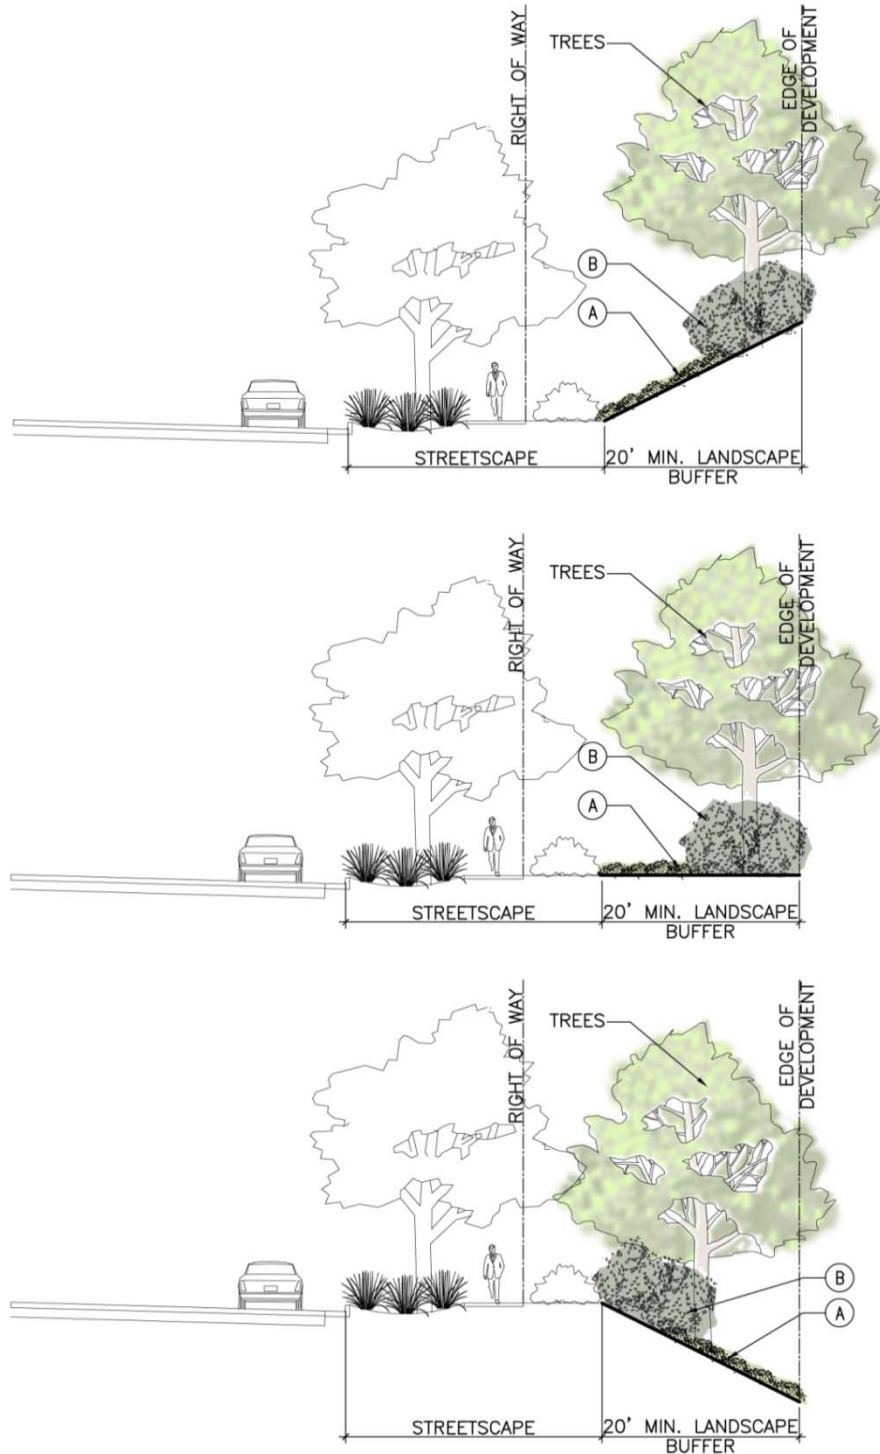 TREES
RIGHT OF WAY
EDGE OF
DEVELOPMENT
B
A
STREETSCAPE
20' MIN. LANDSCAPE
BUFFER
TREES
RIGHT OF WAY
EDGE OF
DEVELOPMENT
B
A
STREETSCAPE
20' MIN. LANDSCAPE
BUFFER
TREES
RIGHT OF WAY
EDGE OF
DEVELOPMENT
B
A
STREETSCAPE
20' MIN. LANDSCAPE
BUFFER